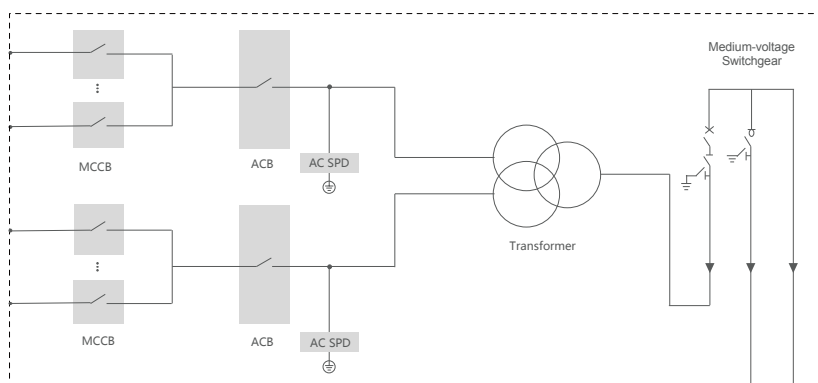 Medium-voltage
Switchgear
MCCB
ACB
AC SPD
Transformer
MCCB
ACB
AC SPD